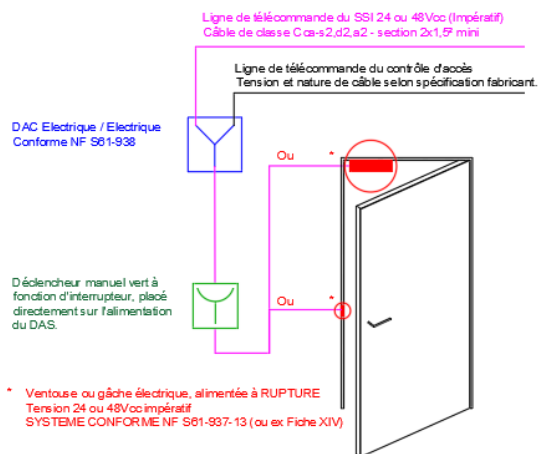 Ligne de télécommande du SSI 24 ou 48Vcc (Impératif)
Câble de classe Cca-s2,d2,a2 - section 2x1,5² mini
Ligne de télécommande du contrôle d'accès
Tension et nature de câble selon spécification fabricant.
DAC Electrique / Electrique
Conforme NF S61-938
Ou *
Déclencheur manuel vert à
fonction d'interrupteur, placé
directement sur l'alimentation
du DAS.
Ou *
* Ventouse ou gâche électrique, alimentée à RUPTURE
Tension 24 ou 48Vcc impératif
SYSTEME CONFORME NF S61-937-13 (ou ex Fiche XIV)